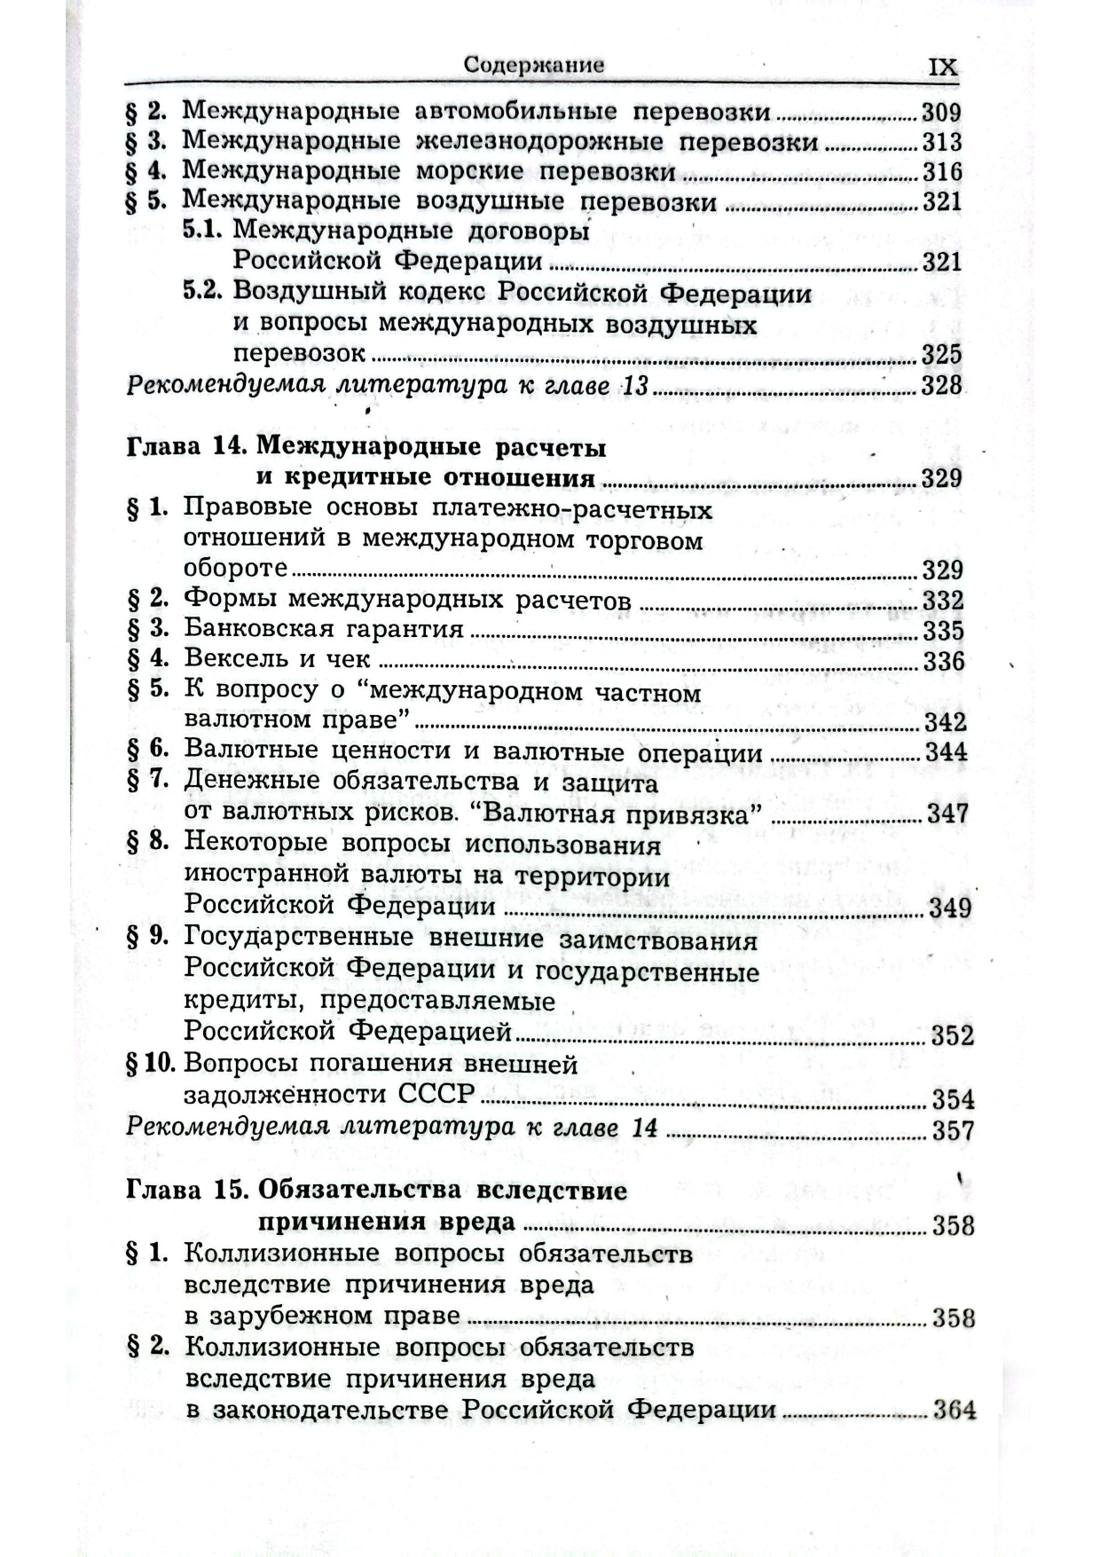 Содержание IX
§ 2. Международные автомобильные перевозки 309
§ 3. Международные железнодорожные перевозки 313
§ 4. Международные морские перевозки 316
§ 5. Международные воздушные перевозки 321
5.1. Международные договоры
Российской Федерации 321
5.2. Воздушный кодекс Российской Федерации
и вопросы международных воздушных
перевозок 325
Рекомендуемая литература к главе 13 328
Глава 14. Международные расчеты
и кредитные отношения 329
§ 1. Правовые основы платежно-расчетных
отношений в международном торговом
обороте 329
§ 2. Формы международных расчетов 332
§ 3. Банковская гарантия 335
§ 4. Вексель и чек 336
§ 5. К вопросу о “международном частном
валютном праве” 342
§ 6. Валютные ценности и валютные операции 344
§ 7. Денежные обязательства и защита
от валютных рисков. “Валютная привязка” 347
§ 8. Некоторые вопросы использования
иностранной валюты на территории
Российской Федерации 349
§ 9. Государственные внешние заимствования
Российской Федерации и государственные
кредиты, предоставляемые
Российской Федерацией 352
§ 10. Вопросы погашения внешней
задолженности СССР 354
Рекомендуемая литература к главе 14 357
Глава 15. Обязательства вследствие
причинения вреда 358
§ 1. Коллизионные вопросы обязательств
вследствие причинения вреда
в зарубежном праве 358
§ 2. Коллизионные вопросы обязательств
вследствие причинения вреда
в законодательстве Российской Федерации 364